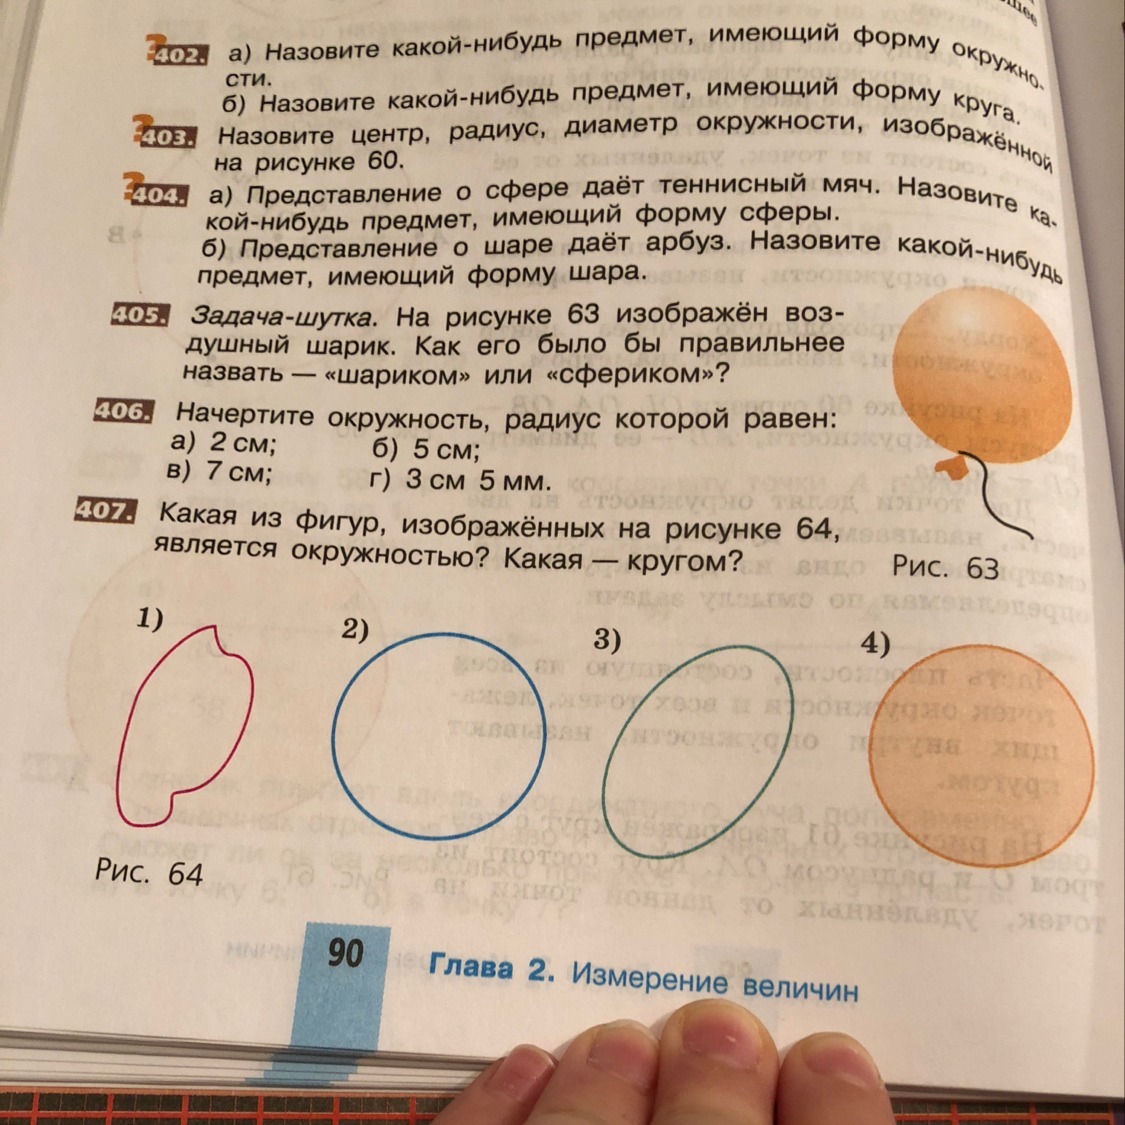 402. а) Назовите какой-нибудь предмет, имеющий форму окружно-
сти.
б) Назовите какой-нибудь предмет, имеющий форму круга.
403. Назовите центр, радиус, диаметр окружности, изображённой
на рисунке 60.
404. а) Представление о сфере даёт теннисный мяч. Назовите ка-
кой-нибудь предмет, имеющий форму сферы.
б) Представление о шаре даёт арбуз. Назовите какой-нибудь
предмет, имеющий форму шара.
405. Задача-шутка. На рисунке 63 изображён воз-
душный шарик. Как его было бы правильнее
назвать — «шариком» или «сфериком»?
406. Начертите окружность, радиус которой равен:
а) 2 см; б) 5 см;
в) 7 см; г) 3 см 5 мм.
407. Какая из фигур, изображённых на рисунке 64,
является окружностью? Какая — кругом?
Рис. 63
1) 2) 3) 4)
Рис. 64
90 Глава 2. Измерение величин